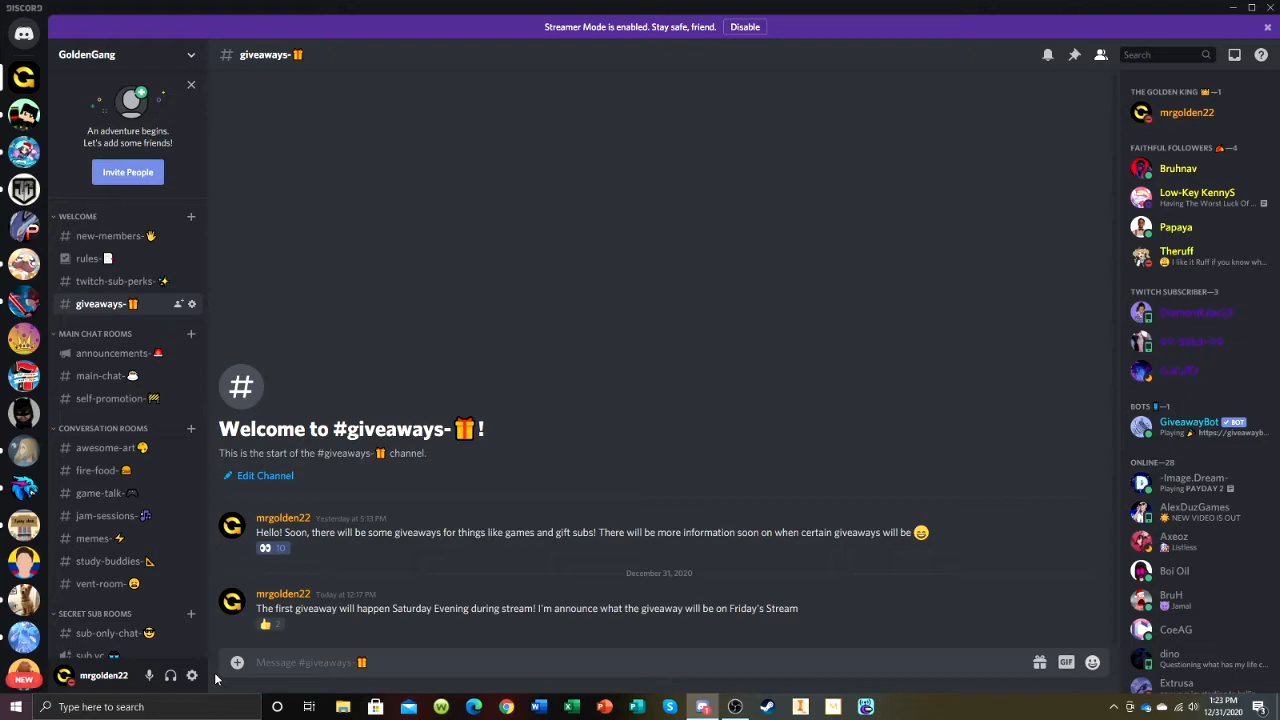 DISCORD
Streamer Mode is enabled. Stay safe, friend. Disable
GoldenGang
An adventure begins.
Let's add some friends!
Invite People
WELCOME
new-members-👋
rules-📑
twitch-sub-perks-✨
giveaways-🎁
MAIN CHAT ROOMS
announcements-🚨
main-chat-☕
self-promotion-🚧
CONVERSATION ROOMS
awesome-art-
fire-food-🍔
game-talk-🎮
jam-sessions-🎶
memes-⚡
study-buddies-📐
vent-room-😩
SECRET SUB ROOMS
sub-only-chat-😎
sub vc
NEW
mrgolden22
# giveaways-🎁
Search
Welcome to #giveaways-🎁!
This is the start of the #giveaways-🎁 channel.
Edit Channel
mrgolden22 Yesterday at 5:13 PM
Hello! Soon, there will be some giveaways for things like games and gift subs! There will be more information soon on when certain giveaways will be 😄
👀 10
December 31, 2020
mrgolden22 Today at 12:17 PM
The first giveaway will happen Saturday Evening during stream! I'm announce what the giveaway will be on Friday's Stream
👍 2
Message #giveaways-🎁
GIF
THE GOLDEN KING 👑—1
mrgolden22
FAITHFUL FOLLOWERS —4
Bruhnav
Low-Key KennyS
Having The Worst Luck Of ...
Papaya
Theruff
I like it Ruff if you know wh...
TWITCH SUBSCRIBER—3
BOTS —1
GiveawayBot ✔ BOT
Playing 🎉 https://giveawayb...
ONLINE—28
-Image.Dream-
Playing PAYDAY 2
AlexDuzGames
NEW VIDEO IS OUT
Axeoz
Listless
Boi Oil
BruH
Jamal
CoeAG
dino
Questioning what has my life c...
Extrusa
Type here to search
1:23 PM
12/31/2020